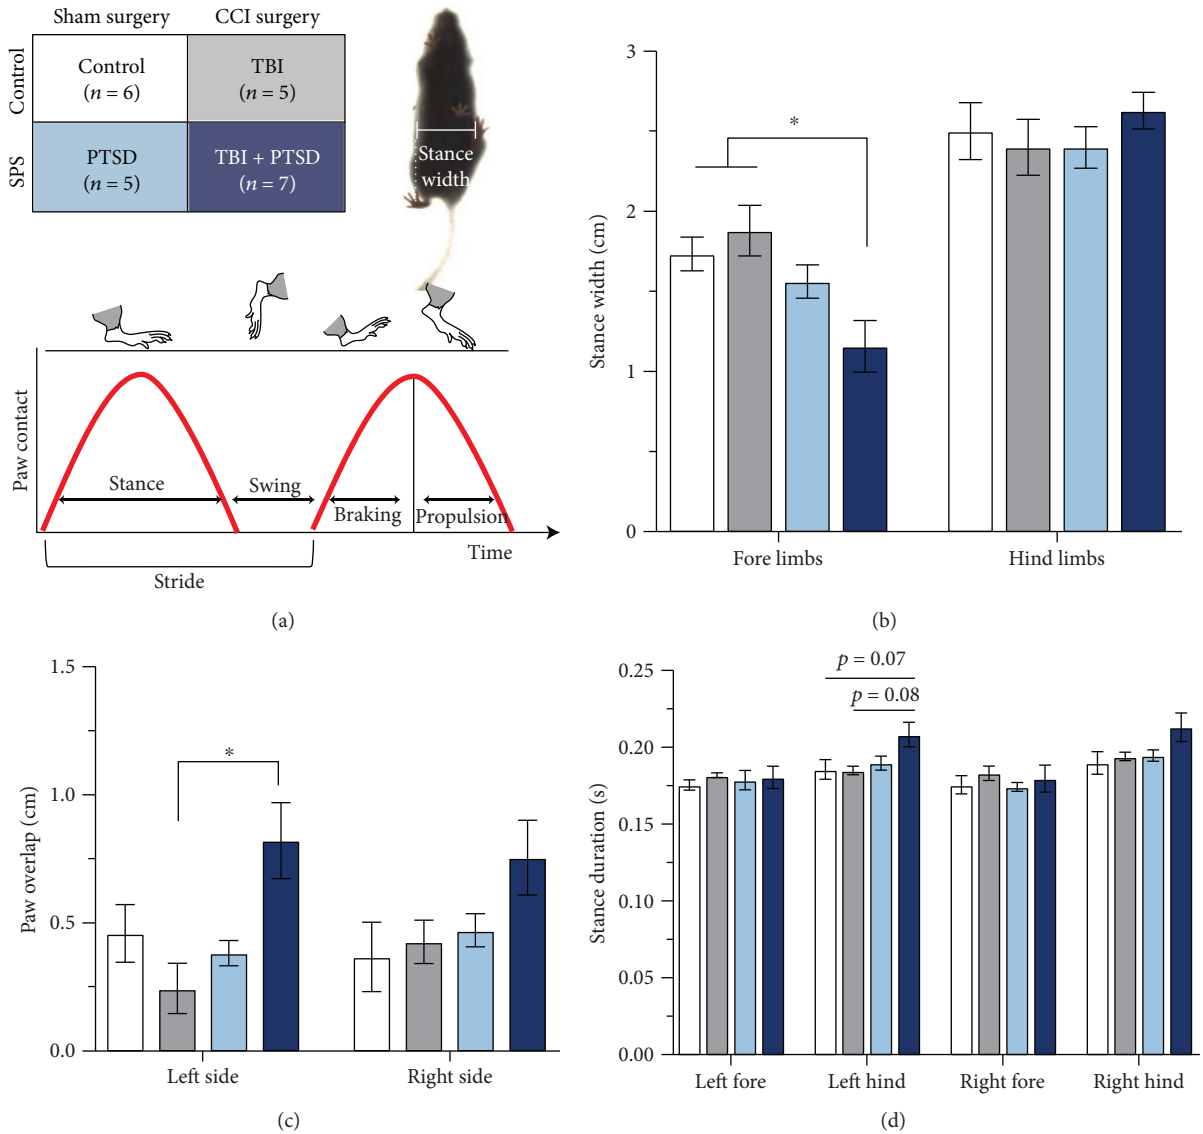 Sham surgery CCI surgery
Control
SPS
Control
(n = 6)
TBI
(n = 5)
PTSD
(n = 5)
TBI + PTSD
(n = 7)
Stance
width
Paw contact
Stance
Swing
Braking
Propulsion
Time
Stride
(a)
Stance width (cm)
3
2
1
0
*
Fore limbs
Hind limbs
(b)
Paw overlap (cm)
1.5
1.0
0.5
0.0
*
Left side
Right side
(c)
Stance duration (s)
0.25
0.20
0.15
0.10
0.05
0.00
p = 0.07
p = 0.08
Left fore
Left hind
Right fore
Right hind
(d)